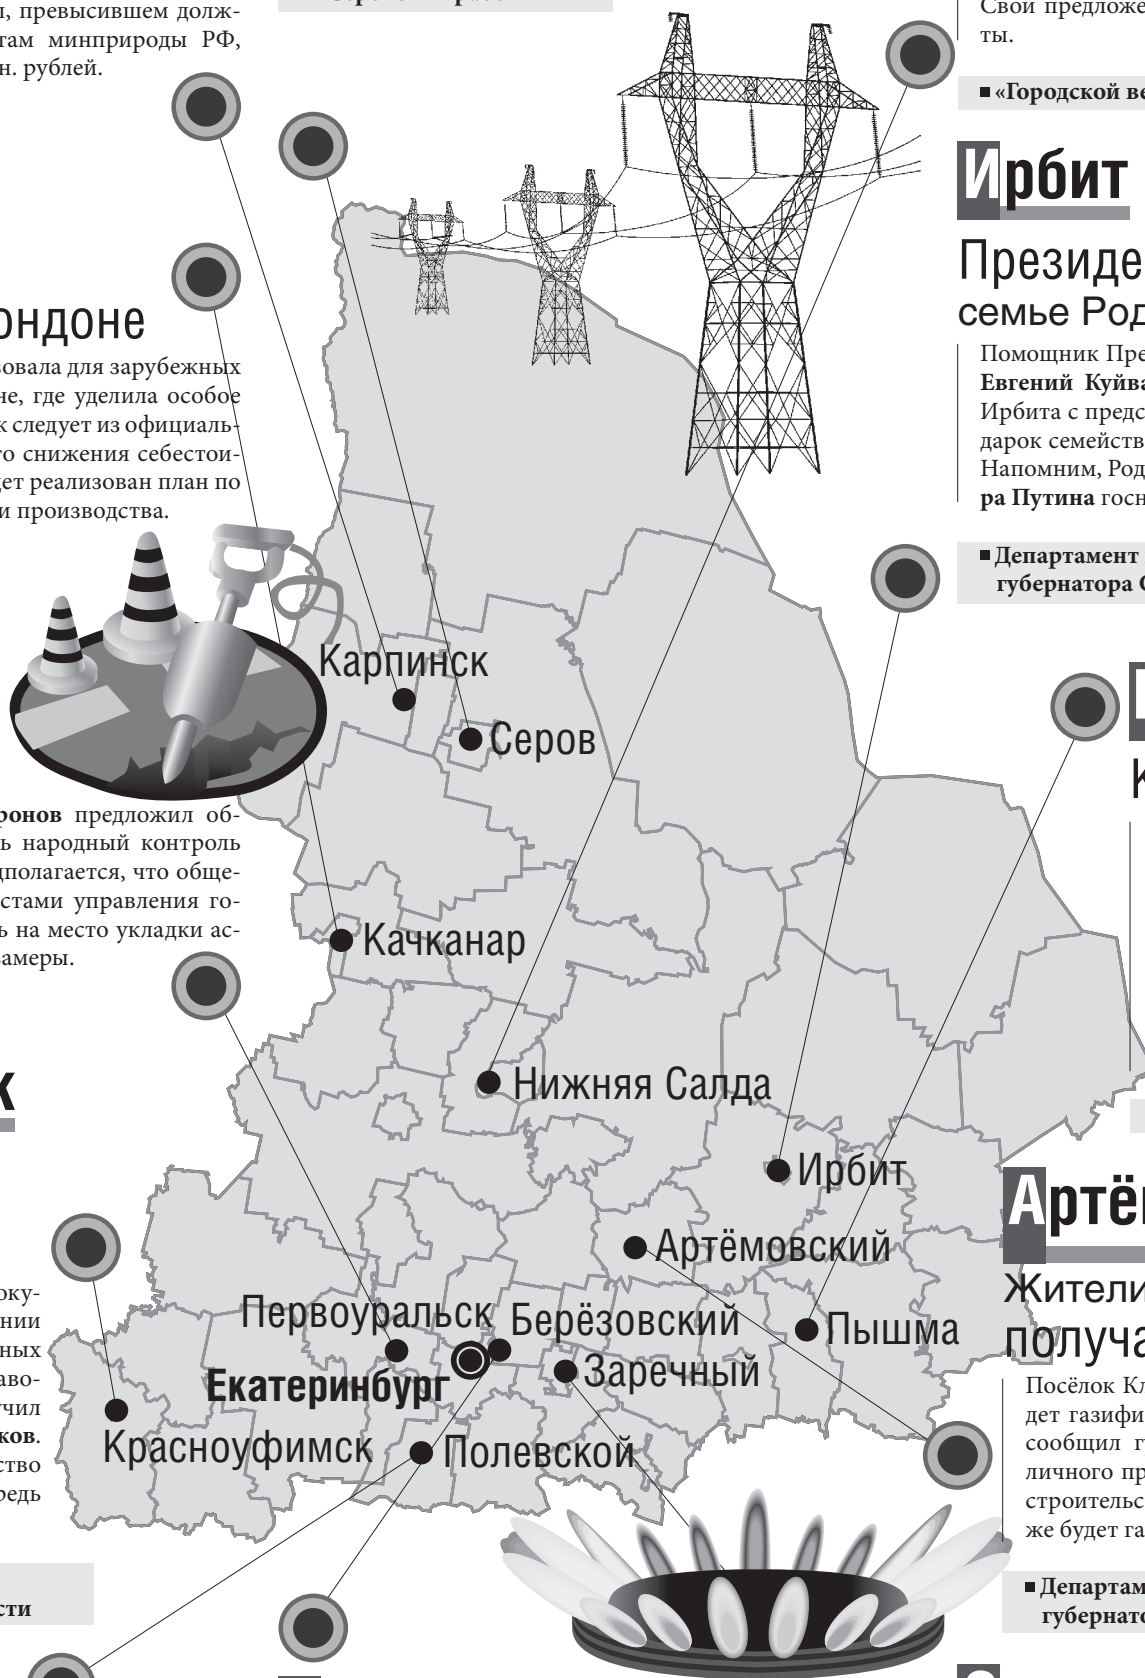 превысившем долж-
там минприроды РФ,
н. рублей.
ондоне
овала для зарубежных
не, где уделила особое
к следует из официаль-
го снижения себестои-
дет реализован план по
и производства.
ронов предложил об-
ь народный контроль
дполагается, что обще-
стами управления го-
ь на место укладки ас-
замеры.
к
оку-
нии
ных
аво-
учил
ков.
ство
редь
сти
Карпинск
Серов
Качканар
Нижняя Салда
Ирбит
Артёмовский
Первоуральск
Берёзовский
Пышма
Екатеринбург
Заречный
Красноуфимск
Полевской
Свои предложе
ты.
«Городской ве
Ирбит
Президе
семье Род
Помощник Пре
Евгений Куйва
Ирбита с предс
дарок семейств
Напомним, Род
ра Путина госн
Департамент
губернатора С
К
Артём
Жители
получа
Посёлок Кл
дет газифи
сообщил г
личного пр
строительс
же будет га
Департам
губернато